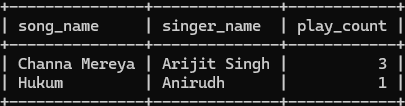 song_name | singer_name | play_count
Channa Mereya | Arijit Singh | 3
Hukum | Anirudh | 1